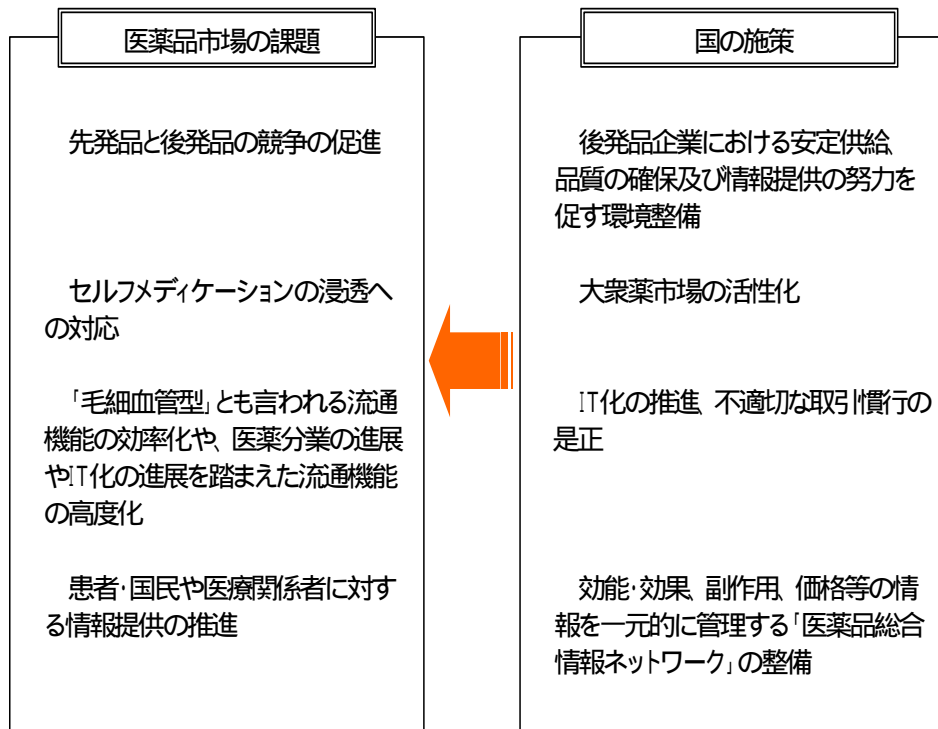 医薬品市場の課題
先発品と後発品の競争の促進
セルフメディケーションの浸透へ
の対応
「毛細血管型」とも言われる流通
機能の効率化や、医薬分業の進展
やIT化の進展を踏まえた流通機能
の高度化
患者・国民や医療関係者に対す
る情報提供の推進
国の施策
後発品企業における安定供給、
品質の確保及び情報提供の努力を
促す環境整備
大衆薬市場の活性化
IT化の推進、不適切な取引慣行の
是正
効能・効果、副作用、価格等の情
報を一元的に管理する「医薬品総合
情報ネットワーク」の整備